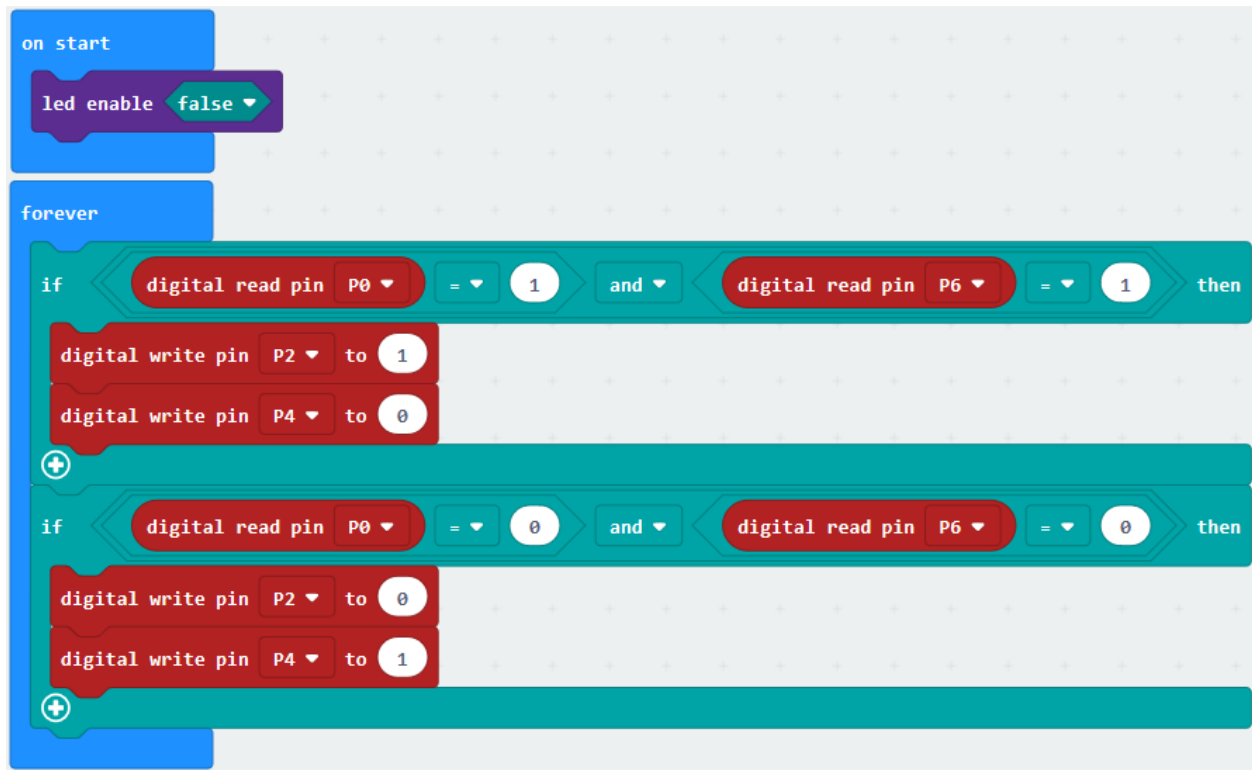 on start
led enable false
forever
if digital read pin P0 = 1 and digital read pin P6 = 1 then
digital write pin P2 to 1
digital write pin P4 to 0
if digital read pin P0 = 0 and digital read pin P6 = 0 then
digital write pin P2 to 0
digital write pin P4 to 1